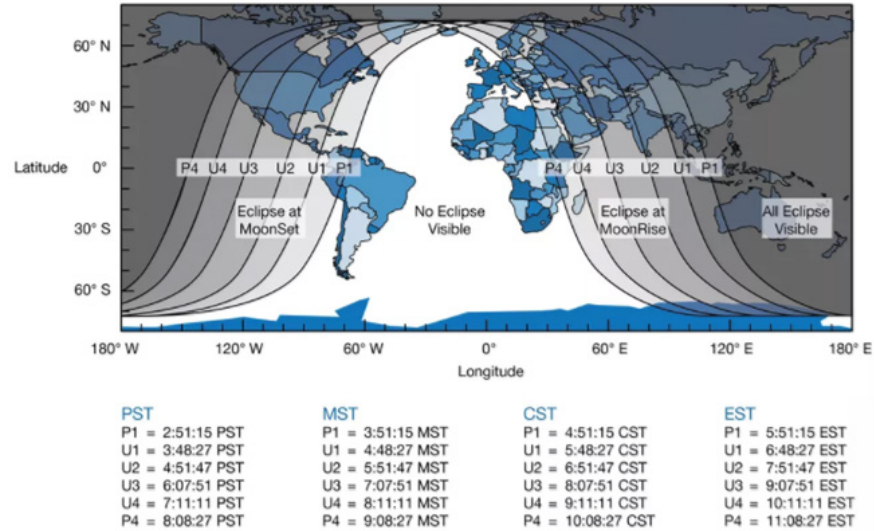 60° N
30° N
Latitude
0°
P4 U4 U3 U2 U1 P1
P4 U4 U3 U2 U1 P1
Eclipse at
MoonSet
No Eclipse
Visible
Eclipse at
MoonRise
All Eclipse
Visible
30° S
60° S
180° W 120° W 60° W 0° 60° E 120° E 180° E
Longitude
PST
P1 = 2:51:15 PST
U1 = 3:48:27 PST
U2 = 4:51:47 PST
U3 = 6:07:51 PST
U4 = 7:11:11 PST
P4 = 8:08:27 PST
MST
P1 = 3:51:15 MST
U1 = 4:48:27 MST
U2 = 5:51:47 MST
U3 = 7:07:51 MST
U4 = 8:11:11 MST
P4 = 9:08:27 MST
CST
P1 = 4:51:15 CST
U1 = 5:48:27 CST
U2 = 6:51:47 CST
U3 = 8:07:51 CST
U4 = 9:11:11 CST
P4 = 10:08:27 CST
EST
P1 = 5:51:15 EST
U1 = 6:48:27 EST
U2 = 7:51:47 EST
U3 = 9:07:51 EST
U4 = 10:11:11 EST
P4 = 11:08:27 EST